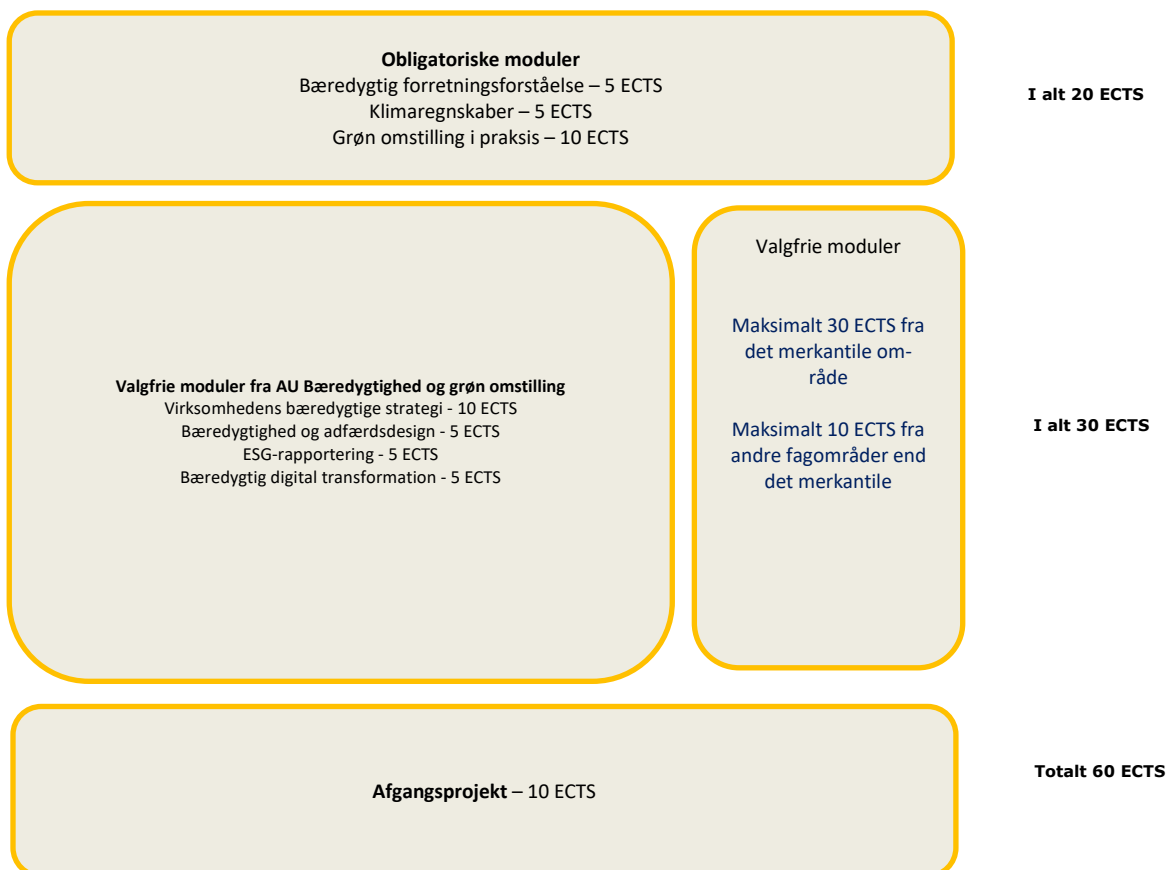 Obligatoriske moduler
Bæredygtig forretningsforståelse – 5 ECTS
Klimaregnskaber – 5 ECTS
Grøn omstilling i praksis – 10 ECTS
I alt 20 ECTS
Valgfrie moduler fra AU Bæredygtighed og grøn omstilling
Virksomhedens bæredygtige strategi - 10 ECTS
Bæredygtighed og adfærdsdesign - 5 ECTS
ESG-rapportering - 5 ECTS
Bæredygtig digital transformation - 5 ECTS
Valgfrie moduler
Maksimalt 30 ECTS fra
det merkantile om-
råde
Maksimalt 10 ECTS fra
andre fagområder end
det merkantile
I alt 30 ECTS
Afgangsprojekt – 10 ECTS
Totalt 60 ECTS